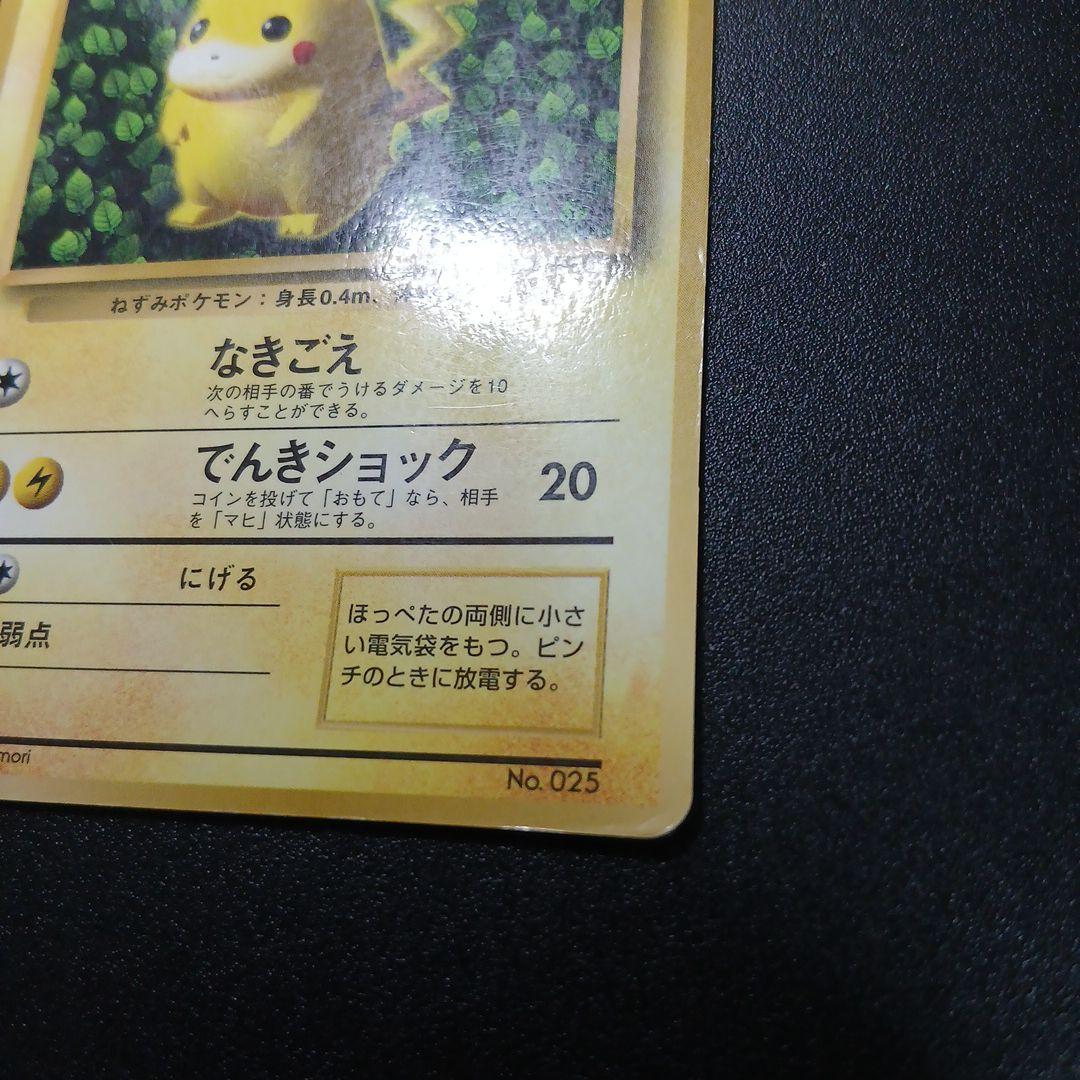 ねずみポケモン：身長0.4m、
なきごえ
次の相手の番でうけるダメージを10
へらすことができる。
でんきショック 20
コインを投げて「おもて」なら、相手
を「マヒ」状態にする。
にげる
弱点
ほっぺたの両側に小さ
い電気袋をもつ。ピン
チのときに放電する。
mori
No. 025